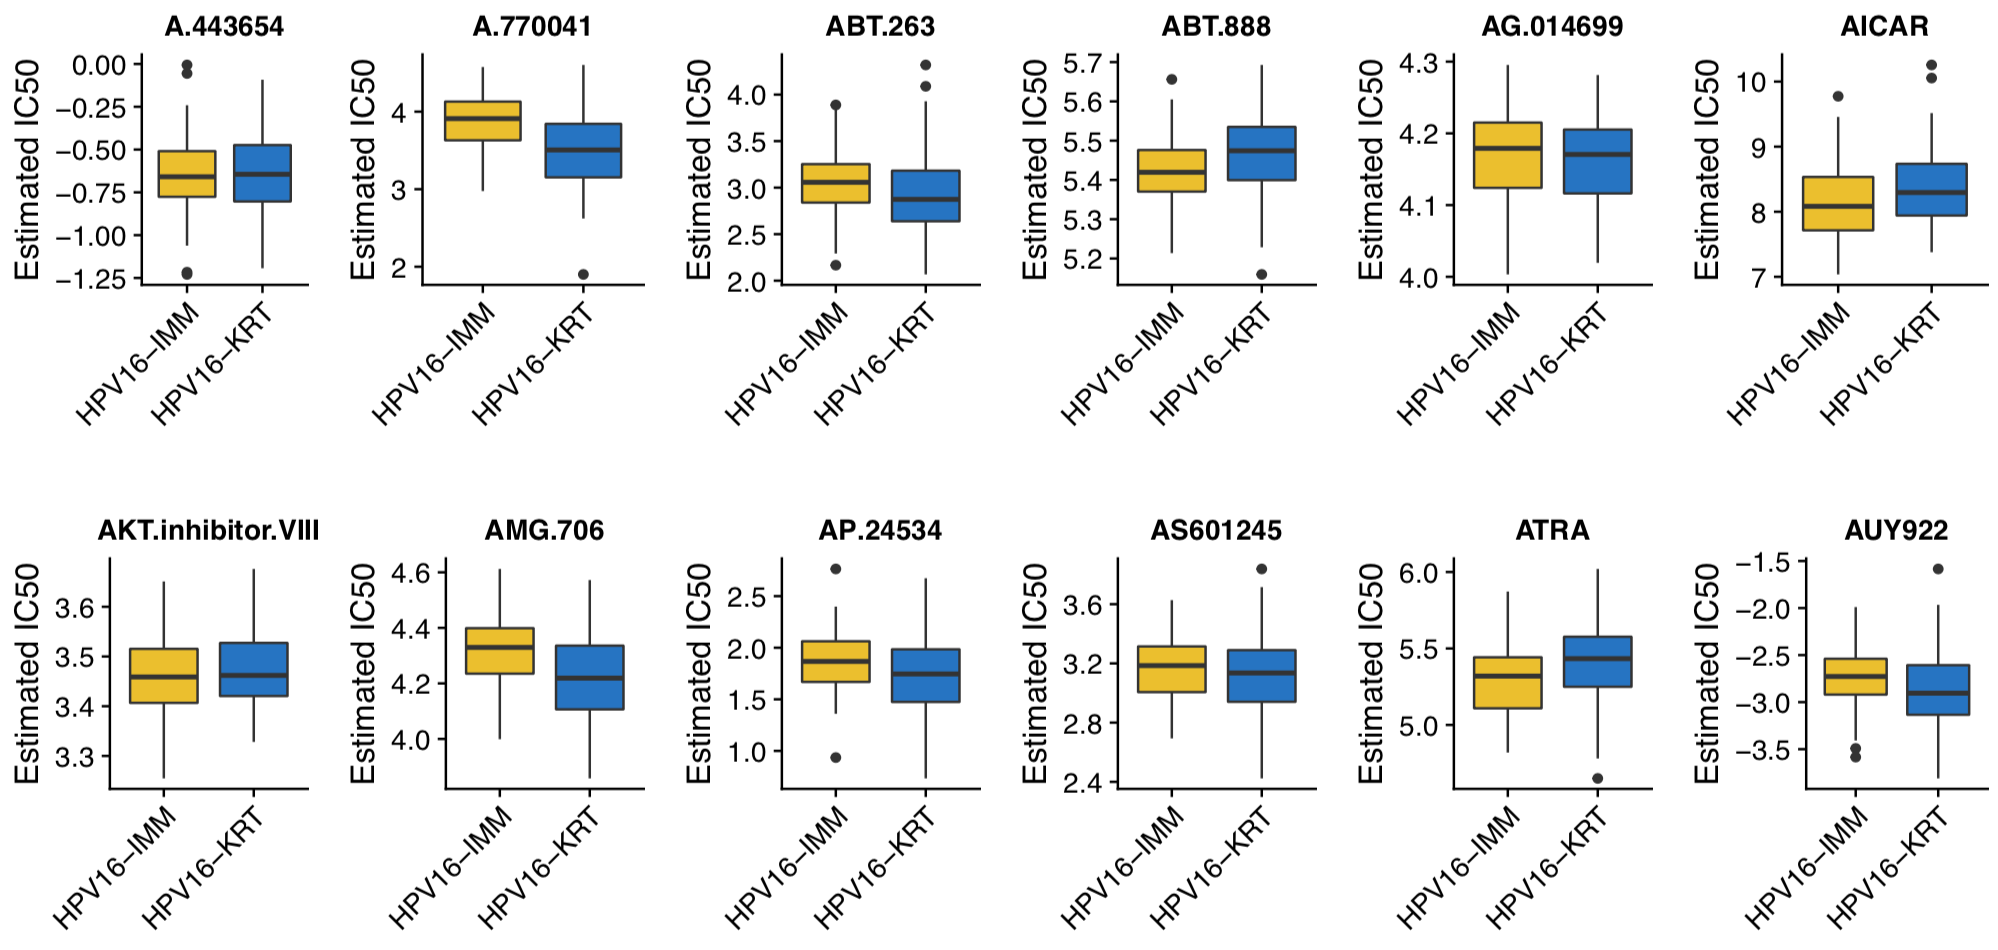 A.443654
Estimated IC50
0.00
−0.25
−0.50
−0.75
−1.00
−1.25
HPV16−IMM
HPV16−KRT
A.770041
Estimated IC50
4
3
2
HPV16−IMM
HPV16−KRT
ABT.263
Estimated IC50
4.0
3.5
3.0
2.5
2.0
HPV16−IMM
HPV16−KRT
ABT.888
Estimated IC50
5.7
5.6
5.5
5.4
5.3
5.2
HPV16−IMM
HPV16−KRT
AG.014699
Estimated IC50
4.3
4.2
4.1
4.0
HPV16−IMM
HPV16−KRT
AICAR
Estimated IC50
10
9
8
7
HPV16−IMM
HPV16−KRT
AKT.inhibitor.VIII
Estimated IC50
3.6
3.5
3.4
3.3
HPV16−IMM
HPV16−KRT
AMG.706
Estimated IC50
4.6
4.4
4.2
4.0
HPV16−IMM
HPV16−KRT
AP.24534
Estimated IC50
2.5
2.0
1.5
1.0
HPV16−IMM
HPV16−KRT
AS601245
Estimated IC50
3.6
3.2
2.8
2.4
HPV16−IMM
HPV16−KRT
ATRA
Estimated IC50
6.0
5.5
5.0
HPV16−IMM
HPV16−KRT
AUY922
Estimated IC50
−1.5
−2.0
−2.5
−3.0
−3.5
HPV16−IMM
HPV16−KRT